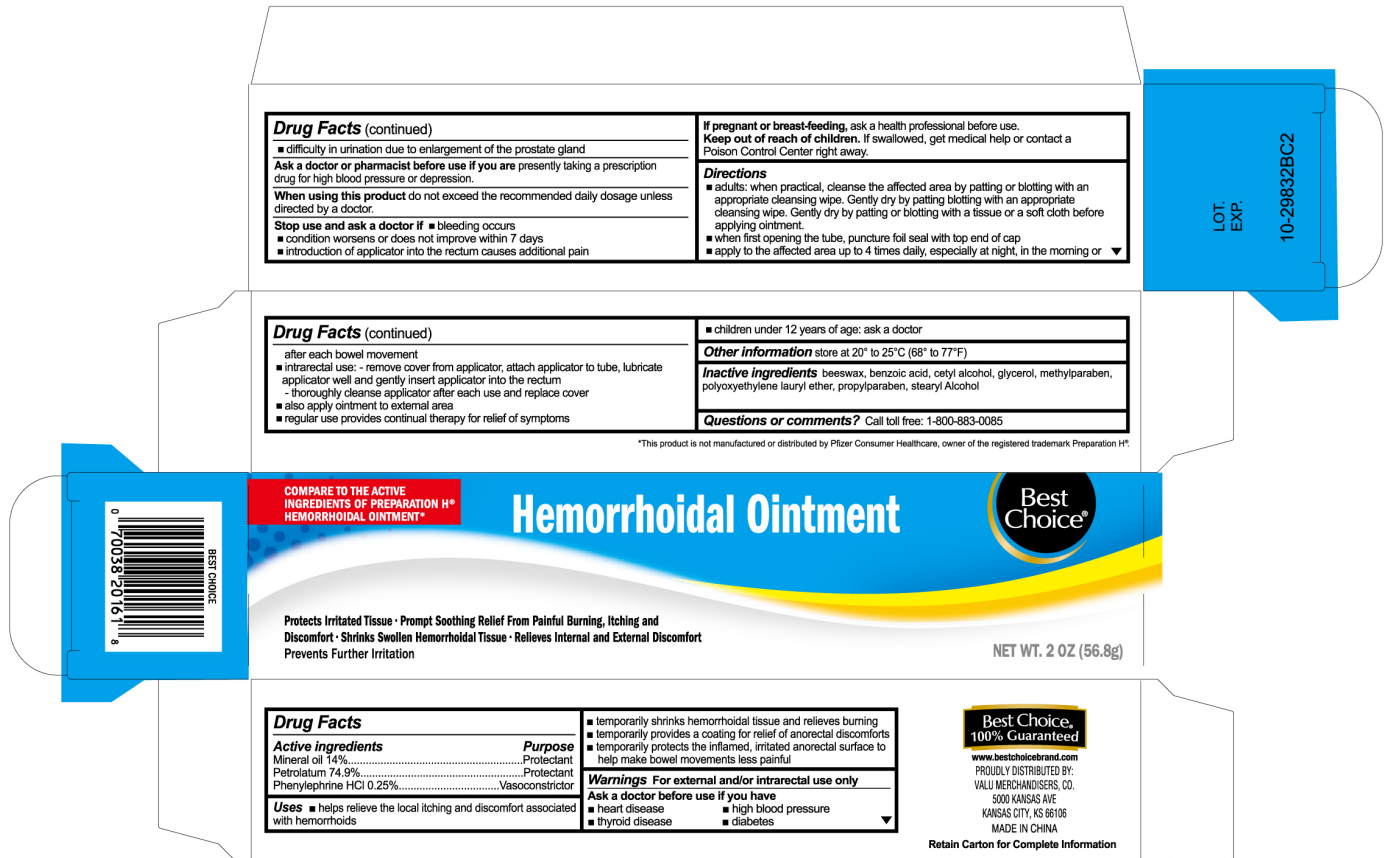 Drug Facts (continued)
▪ difficulty in urination due to enlargement of the prostate gland
Ask a doctor or pharmacist before use if you are presently taking a prescription
drug for high blood pressure or depression.
When using this product do not exceed the recommended daily dosage unless
directed by a doctor.
Stop use and ask a doctor if ▪ bleeding occurs
▪ condition worsens or does not improve within 7 days
▪ introduction of applicator into the rectum causes additional pain
If pregnant or breast-feeding, ask a health professional before use.
Keep out of reach of children. If swallowed, get medical help or contact a
Poison Control Center right away.
Directions
▪ adults: when practical, cleanse the affected area by patting or blotting with an
appropriate cleansing wipe. Gently dry by patting blotting with an appropriate
cleansing wipe. Gently dry by patting or blotting with a tissue or a soft cloth before
applying ointment.
▪ when first opening the tube, puncture foil seal with top end of cap
▪ apply to the affected area up to 4 times daily, especially at night, in the morning or ▼
LOT.
EXP.
10-29832BC2
Drug Facts (continued)
after each bowel movement
▪ intrarectal use: - remove cover from applicator, attach applicator to tube, lubricate
applicator well and gently insert applicator into the rectum
- thoroughly cleanse applicator after each use and replace cover
▪ also apply ointment to external area
▪ regular use provides continual therapy for relief of symptoms
▪ children under 12 years of age: ask a doctor
Other information store at 20° to 25°C (68° to 77°F)
Inactive ingredients beeswax, benzoic acid, cetyl alcohol, glycerol, methylparaben,
polyoxyethylene lauryl ether, propylparaben, stearyl Alcohol
Questions or comments? Call toll free: 1-800-883-0085
*This product is not manufactured or distributed by Pfizer Consumer Healthcare, owner of the registered trademark Preparation H®.
BEST CHOICE
0 70038 20161 8
COMPARE TO THE ACTIVE
INGREDIENTS OF PREPARATION H®
HEMORRHOIDAL OINTMENT*
Hemorrhoidal Ointment
Best
Choice®
Protects Irritated Tissue · Prompt Soothing Relief From Painful Burning, Itching and
Discomfort · Shrinks Swollen Hemorrhoidal Tissue · Relieves Internal and External Discomfort
Prevents Further Irritation
NET WT. 2 OZ (56.8g)
Drug Facts
Active ingredients Purpose
Mineral oil 14%..................................................Protectant
Petrolatum 74.9%..............................................Protectant
Phenylephrine HCl 0.25%............................Vasoconstrictor
Uses ▪ helps relieve the local itching and discomfort associated
with hemorrhoids
▪ temporarily shrinks hemorrhoidal tissue and relieves burning
▪ temporarily provides a coating for relief of anorectal discomforts
▪ temporarily protects the inflamed, irritated anorectal surface to
help make bowel movements less painful
Warnings For external and/or intrarectal use only
Ask a doctor before use if you have
▪ heart disease ▪ high blood pressure
▪ thyroid disease ▪ diabetes ▼
Best Choice®
100% Guaranteed
www.bestchoicebrand.com
PROUDLY DISTRIBUTED BY:
VALU MERCHANDISERS, CO.
5000 KANSAS AVE
KANSAS CITY, KS 66106
MADE IN CHINA
Retain Carton for Complete Information